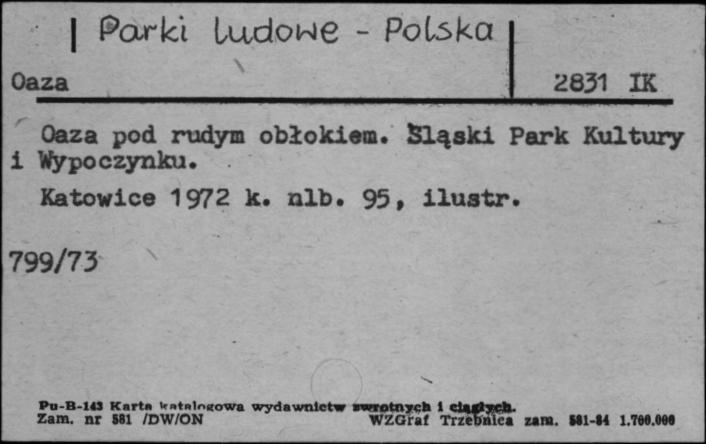 Parki ludowe - Polska
Oaza 2831 IK
Oaza pod rudym obłokiem. Śląski Park Kultury
i Wypoczynku.
Katowice 1972 k. nlb. 95, ilustr.
799/73
Pu-B-143 Karta katalogowa wydawnictw zwrotnych i ciągłych.
Zam. nr 581 /DW/ON WZGraf Trzebnica zam. 581-84 1.700.000